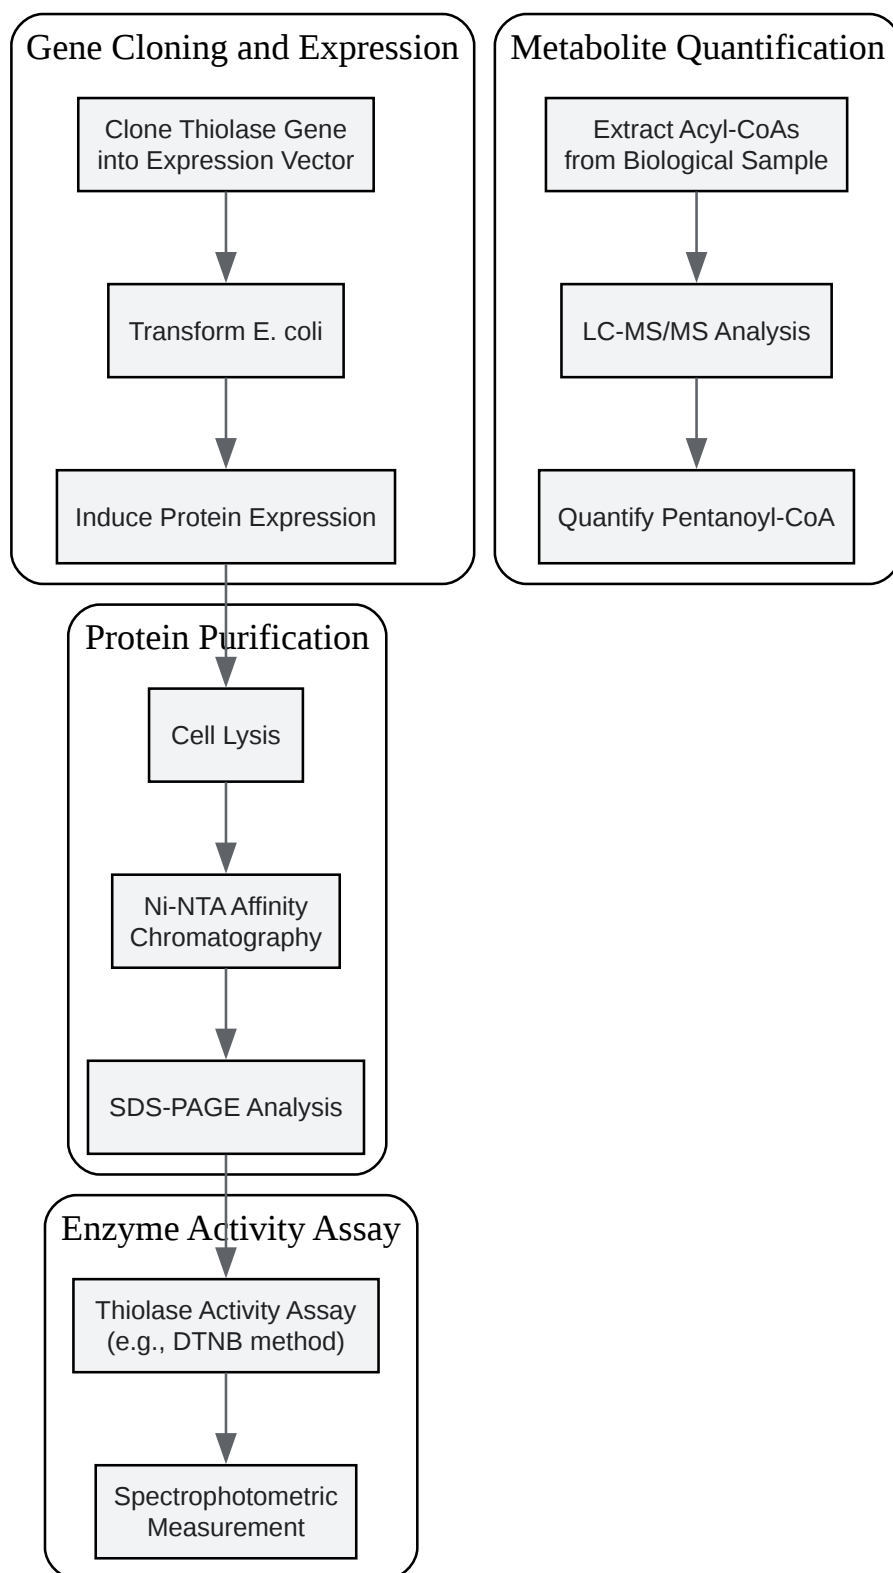 Gene Cloning and Expression
Clone Thiolase Gene
into Expression Vector
Transform E. coli
Induce Protein Expression
Metabolite Quantification
Extract Acyl-CoAs
from Biological Sample
LC-MS/MS Analysis
Quantify Pentanoyl-CoA
Protein Purification
Cell Lysis
Ni-NTA Affinity
Chromatography
SDS-PAGE Analysis
Enzyme Activity Assay
Thiolase Activity Assay
(e.g., DTNB method)
Spectrophotometric
Measurement